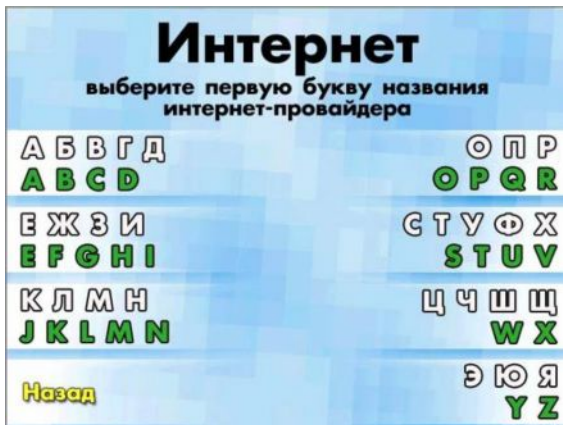 Интернет
выберите первую букву названия
интернет-провайдера
А Б В Г Д
A B C D
Е Ж З И
E F G H I
К Л М Н
J K L M N
Назад
О П Р
O P Q R
С Т У Ф Х
S T U V
Ц Ч Ш Щ
W X
Э Ю Я
Y Z